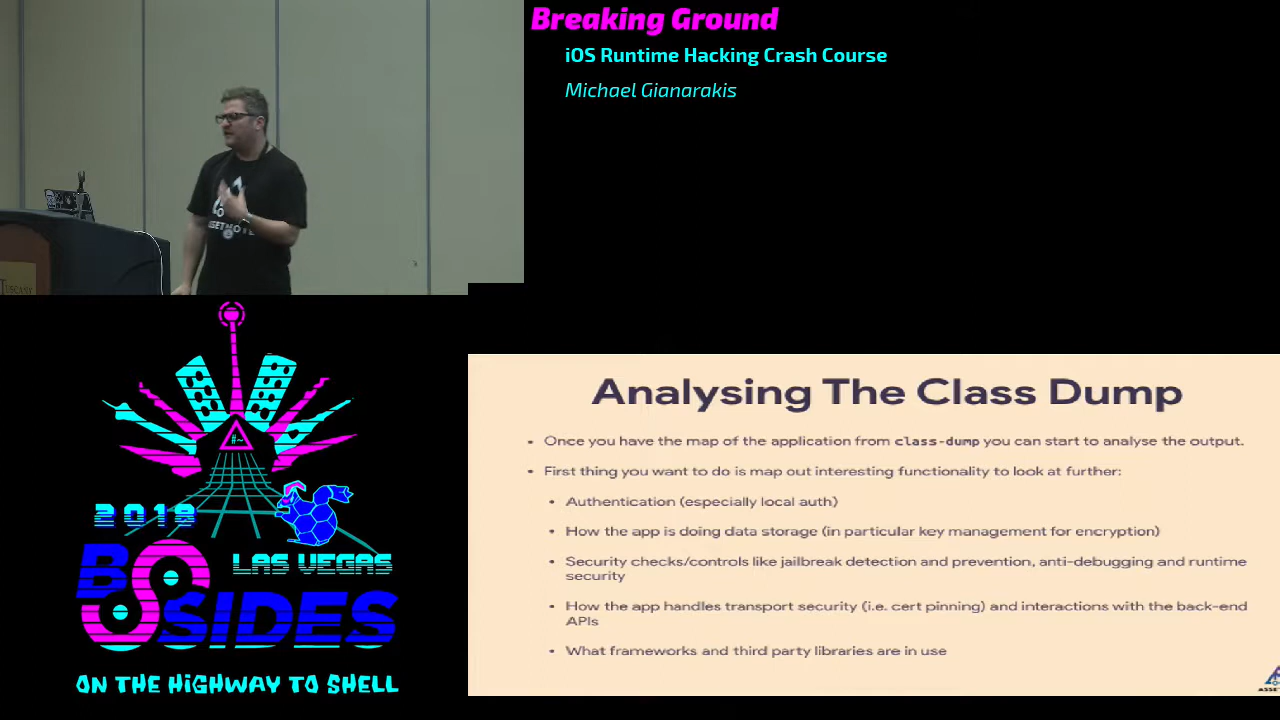 Breaking Ground
iOS Runtime Hacking Crash Course
Michael Gianarakis
#~
2019
LAS VEGAS
BSIDES
ON THE HIGHWAY TO SHELL
Analysing The Class Dump
• Once you have the map of the application from class-dump you can start to analyse the output.
• First thing you want to do is map out interesting functionality to look at further:
• Authentication (especially local auth)
• How the app is doing data storage (in particular key management for encryption)
• Security checks/controls like jailbreak detection and prevention, anti-debugging and runtime
security
• How the app handles transport security (i.e. cert pinning) and interactions with the back-end
APIs
• What frameworks and third party libraries are in use